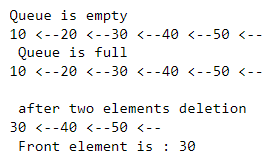 Queue is empty
10 <--20 <--30 <--40 <--50 <--
Queue is full
10 <--20 <--30 <--40 <--50 <--
after two elements deletion
30 <--40 <--50 <--
Front element is : 30